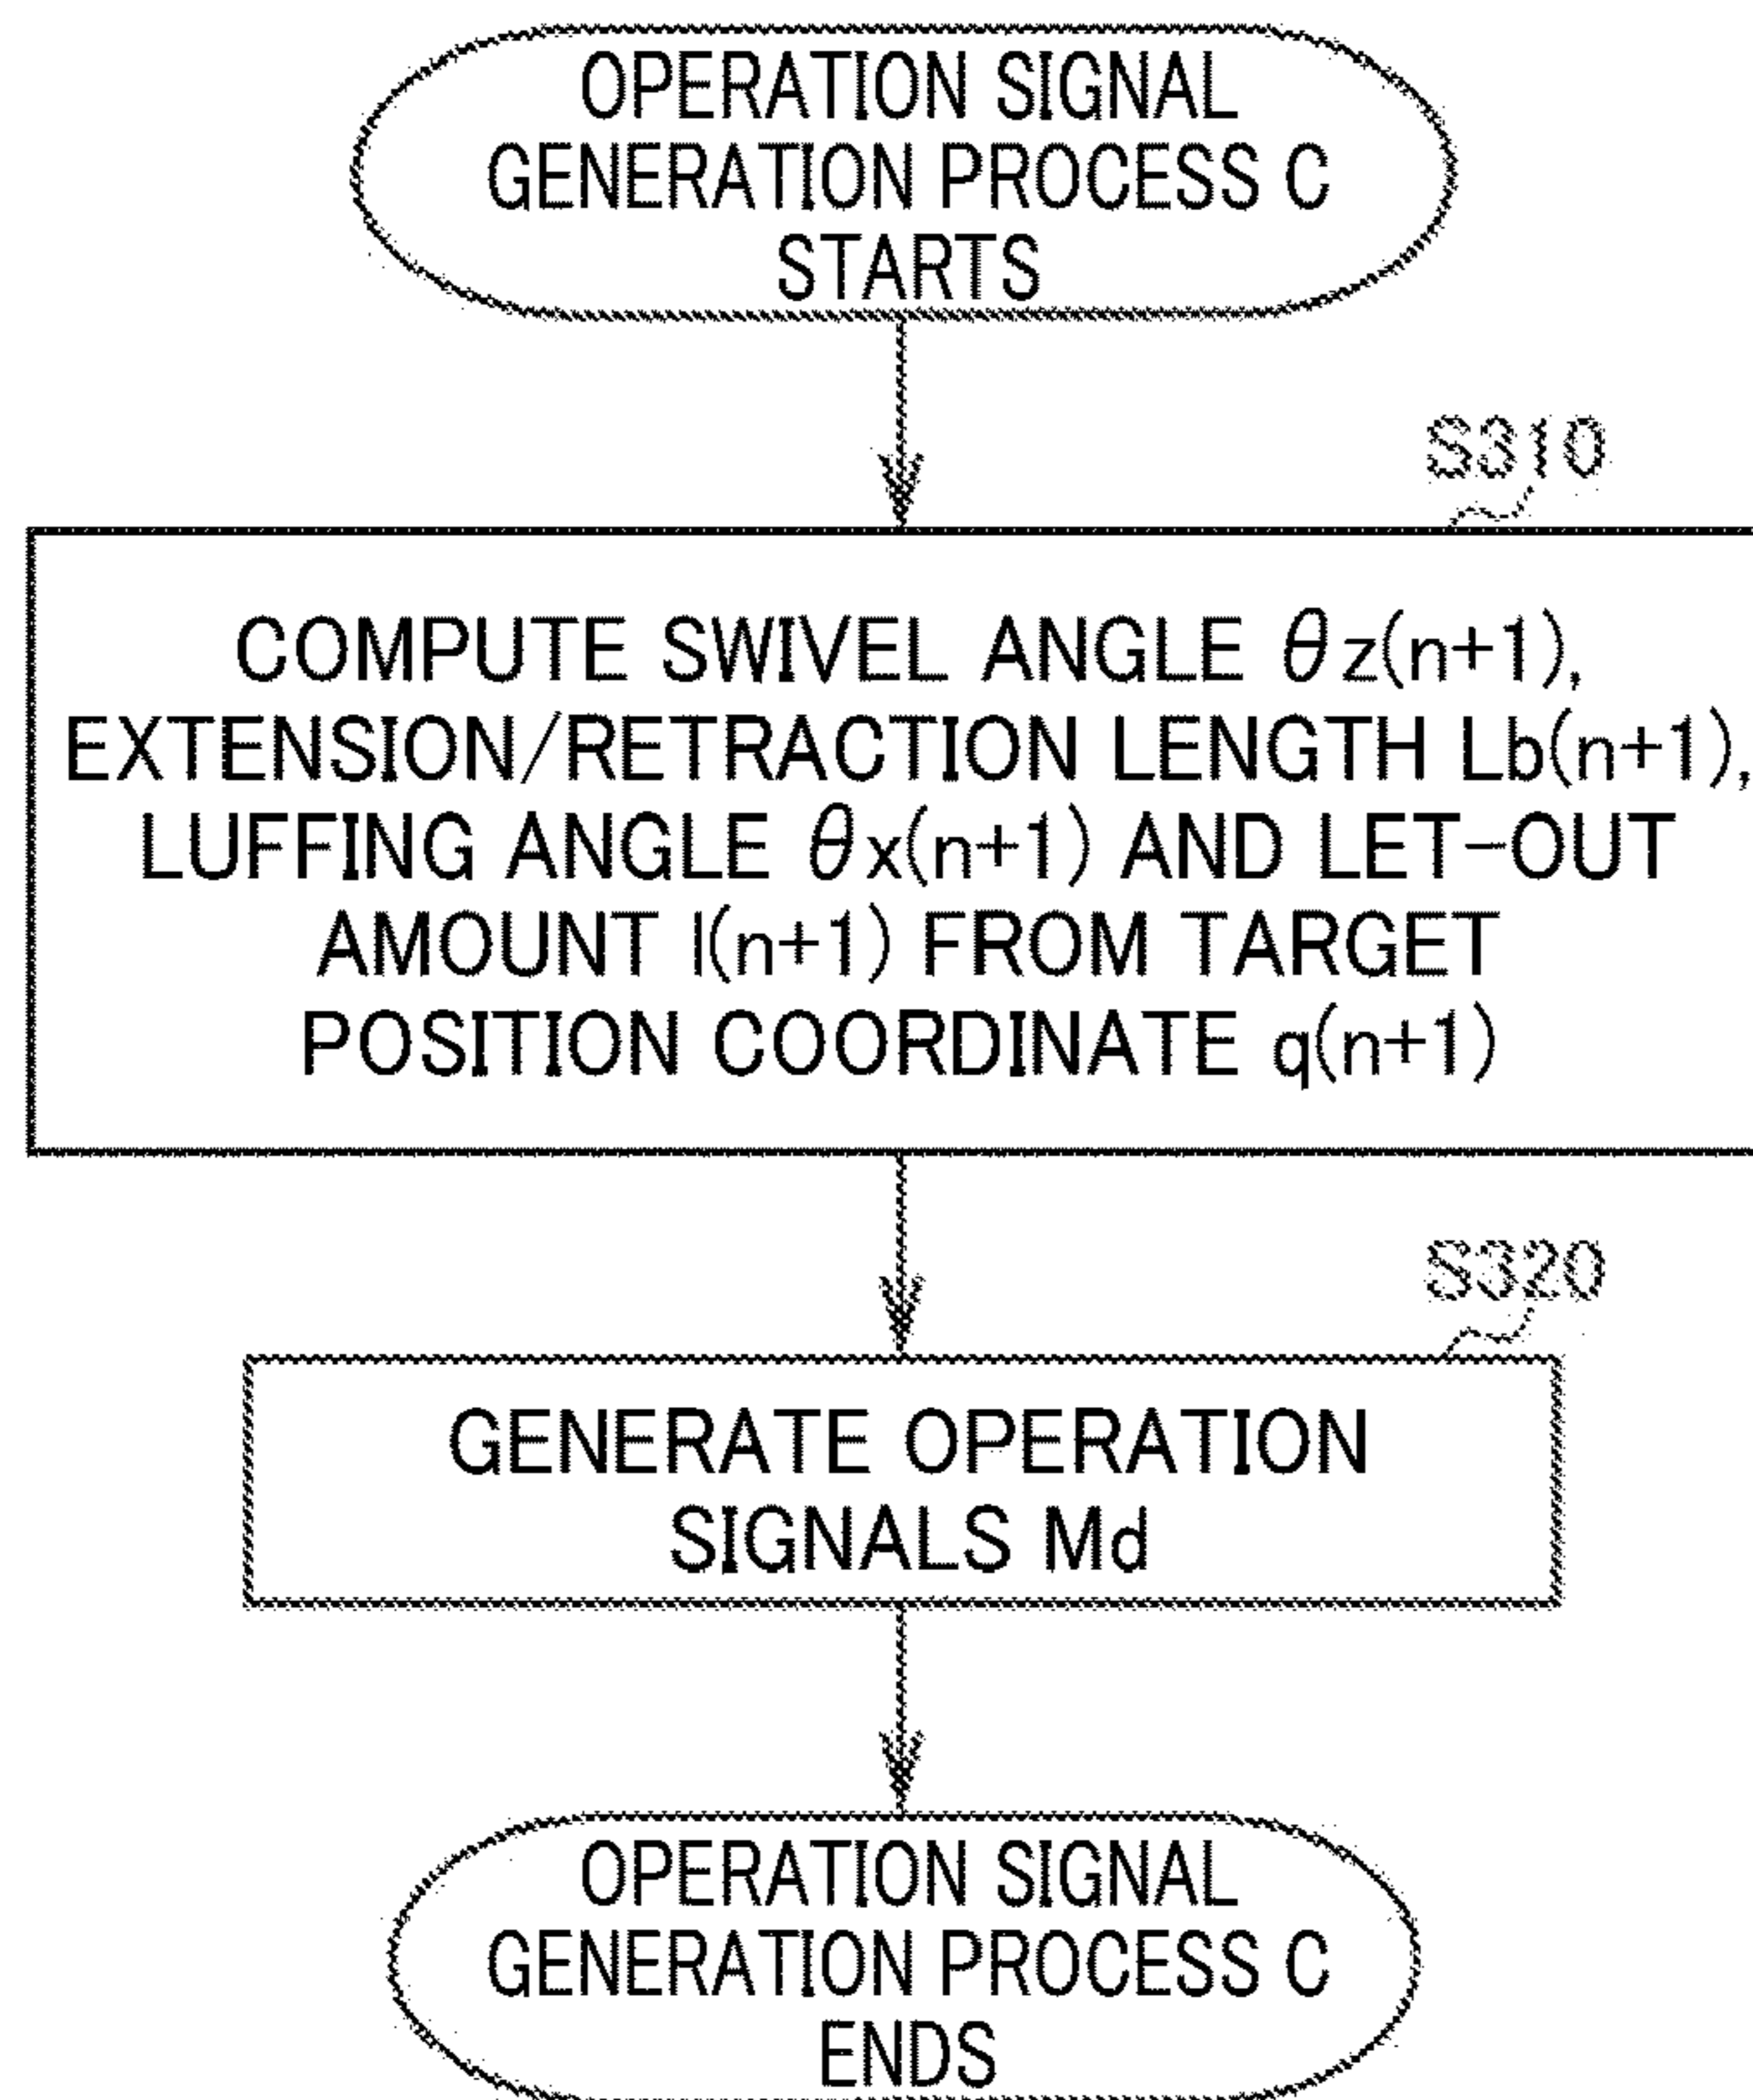 OPERATION SIGNAL
GENERATION PROCESS C
STARTS
S310
COMPUTE SWIVEL ANGLE θz(n+1),
EXTENSION/RETRACTION LENGTH Lb(n+1),
LUFFING ANGLE θx(n+1) AND LET-OUT
AMOUNT l(n+1) FROM TARGET
POSITION COORDINATE q(n+1)
S320
GENERATE OPERATION
SIGNALS Md
OPERATION SIGNAL
GENERATION PROCESS C
ENDS